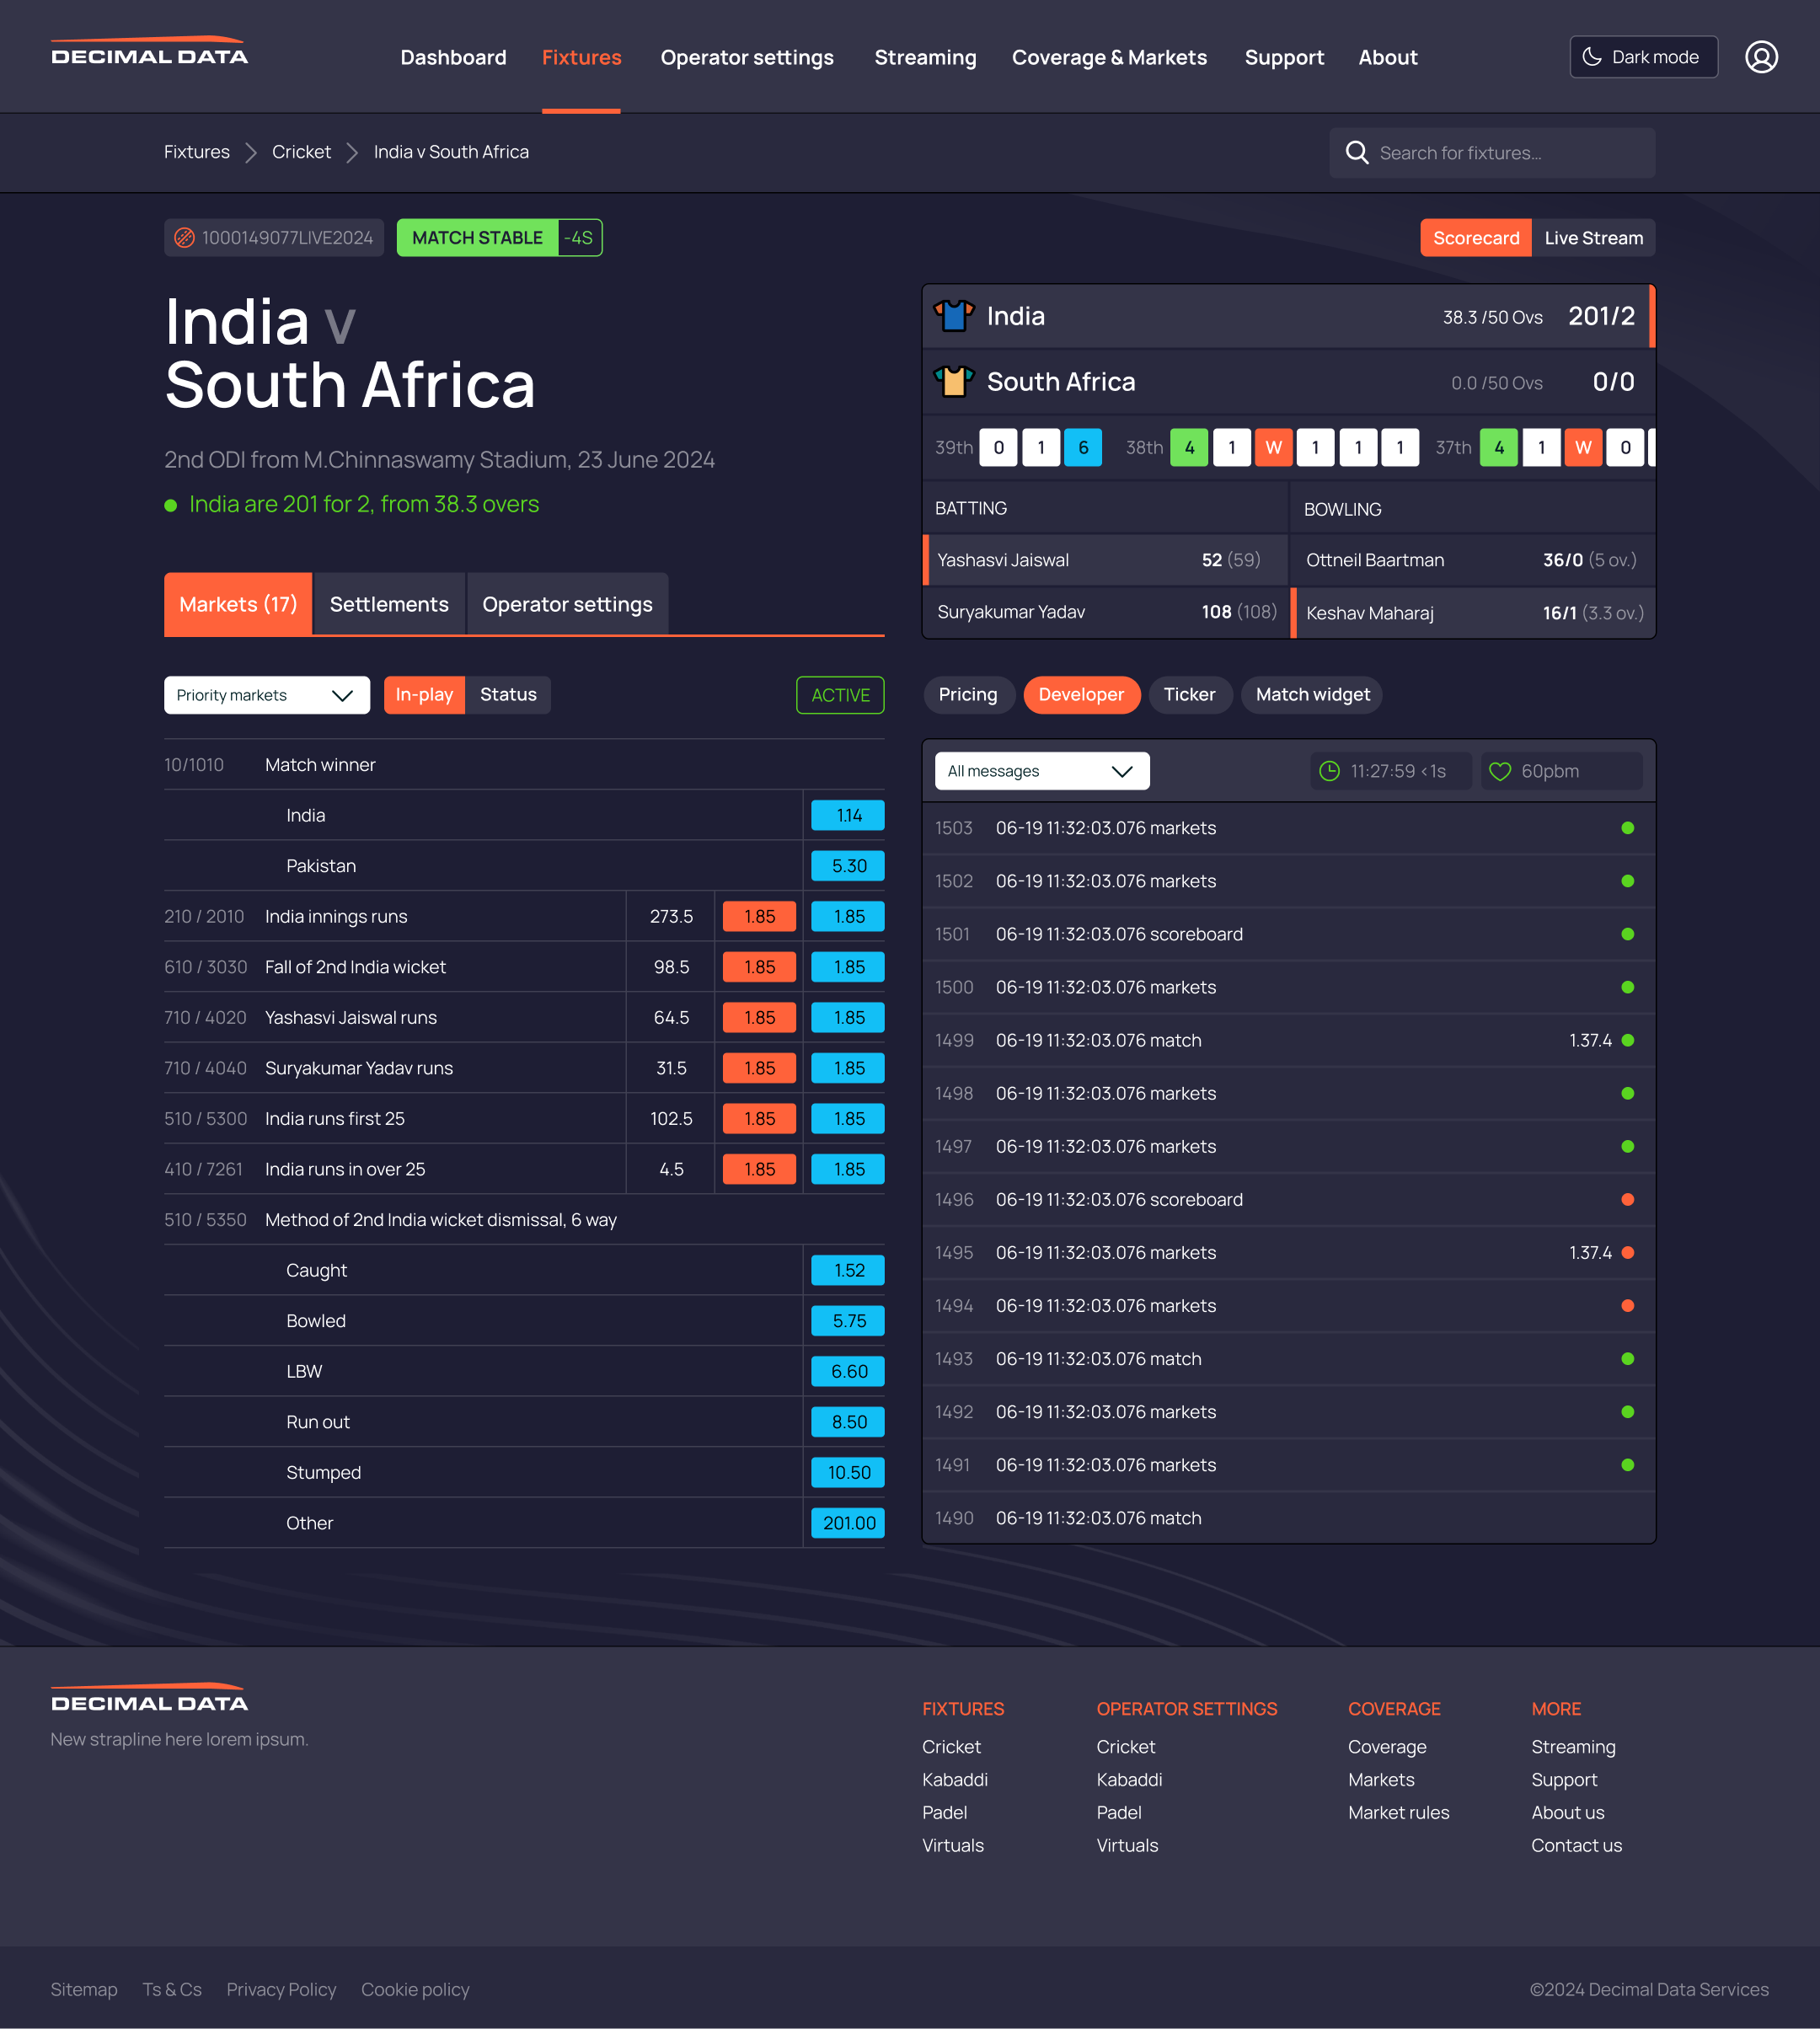 DECIMAL DATA
Dashboard Fixtures Operator settings Streaming Coverage & Markets Support About
Dark mode
Fixtures Cricket India v South Africa
Search for fixtures...
1000149077LIVE2024 MATCH STABLE -4S
Scorecard Live Stream
India v
South Africa
2nd ODI from M.Chinnaswamy Stadium, 23 June 2024
India are 201 for 2, from 38.3 overs
India 38.3 /50 Ovs 201/2
South Africa 0.0 /50 Ovs 0/0
39th 0 1 6 38th 4 1 W 1 1 1 37th 4 1 W 0
BATTING BOWLING
Yashasvi Jaiswal 52 (59) Ottneil Baartman 36/0 (5 ov.)
Suryakumar Yadav 108 (108) Keshav Maharaj 16/1 (3.3 ov.)
Markets (17) Settlements Operator settings
Priority markets In-play Status ACTIVE
10/1010 Match winner
India 1.14
Pakistan 5.30
210 / 2010 India innings runs 273.5 1.85 1.85
610 / 3030 Fall of 2nd India wicket 98.5 1.85 1.85
710 / 4020 Yashasvi Jaiswal runs 64.5 1.85 1.85
710 / 4040 Suryakumar Yadav runs 31.5 1.85 1.85
510 / 5300 India runs first 25 102.5 1.85 1.85
410 / 7261 India runs in over 25 4.5 1.85 1.85
510 / 5350 Method of 2nd India wicket dismissal, 6 way
Caught 1.52
Bowled 5.75
LBW 6.60
Run out 8.50
Stumped 10.50
Other 201.00
Pricing Developer Ticker Match widget
All messages 11:27:59 <1s 60pbm
1503 06-19 11:32:03.076 markets
1502 06-19 11:32:03.076 markets
1501 06-19 11:32:03.076 scoreboard
1500 06-19 11:32:03.076 markets
1499 06-19 11:32:03.076 match 1.37.4
1498 06-19 11:32:03.076 markets
1497 06-19 11:32:03.076 markets
1496 06-19 11:32:03.076 scoreboard
1495 06-19 11:32:03.076 markets 1.37.4
1494 06-19 11:32:03.076 markets
1493 06-19 11:32:03.076 match
1492 06-19 11:32:03.076 markets
1491 06-19 11:32:03.076 markets
1490 06-19 11:32:03.076 match
DECIMAL DATA
New strapline here lorem ipsum.
FIXTURES
Cricket
Kabaddi
Padel
Virtuals
OPERATOR SETTINGS
Cricket
Kabaddi
Padel
Virtuals
COVERAGE
Coverage
Markets
Market rules
MORE
Streaming
Support
About us
Contact us
Sitemap Ts & Cs Privacy Policy Cookie policy
©2024 Decimal Data Services